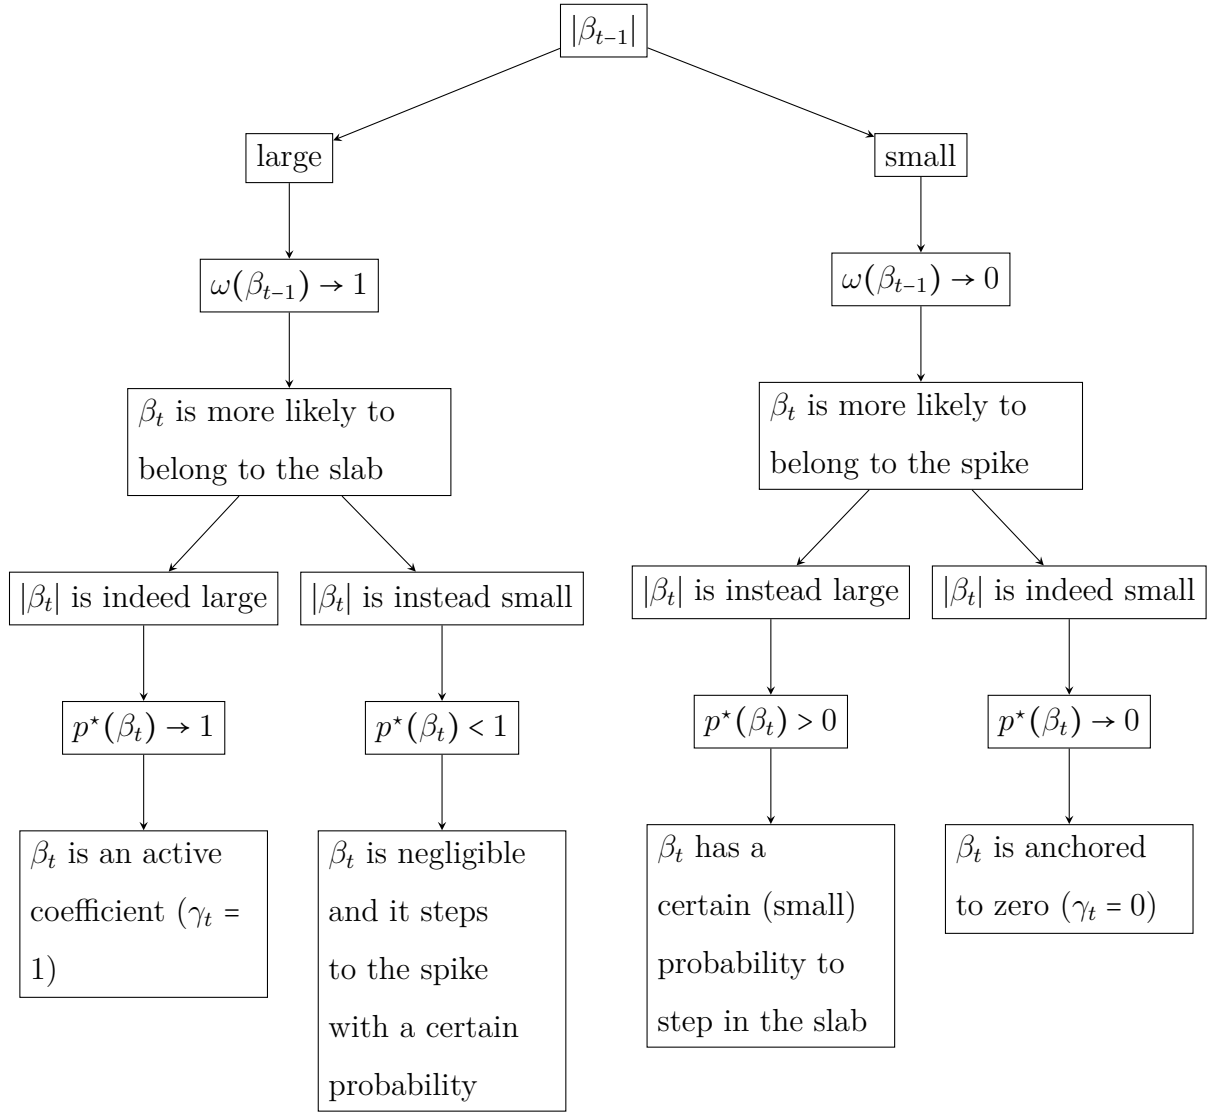 |β_{t−1}|
large
small
ω(β_{t−1}) → 1
ω(β_{t−1}) → 0
β_t is more likely to
belong to the slab
β_t is more likely to
belong to the spike
|β_t| is indeed large
|β_t| is instead small
|β_t| is instead large
|β_t| is indeed small
p⋆(β_t) → 1
p⋆(β_t) < 1
p⋆(β_t) > 0
p⋆(β_t) → 0
β_t is an active
coefficient (γ_t =
1)
β_t is negligible
and it steps
to the spike
with a certain
probability
β_t has a
certain (small)
probability to
step in the slab
β_t is anchored
to zero (γ_t = 0)